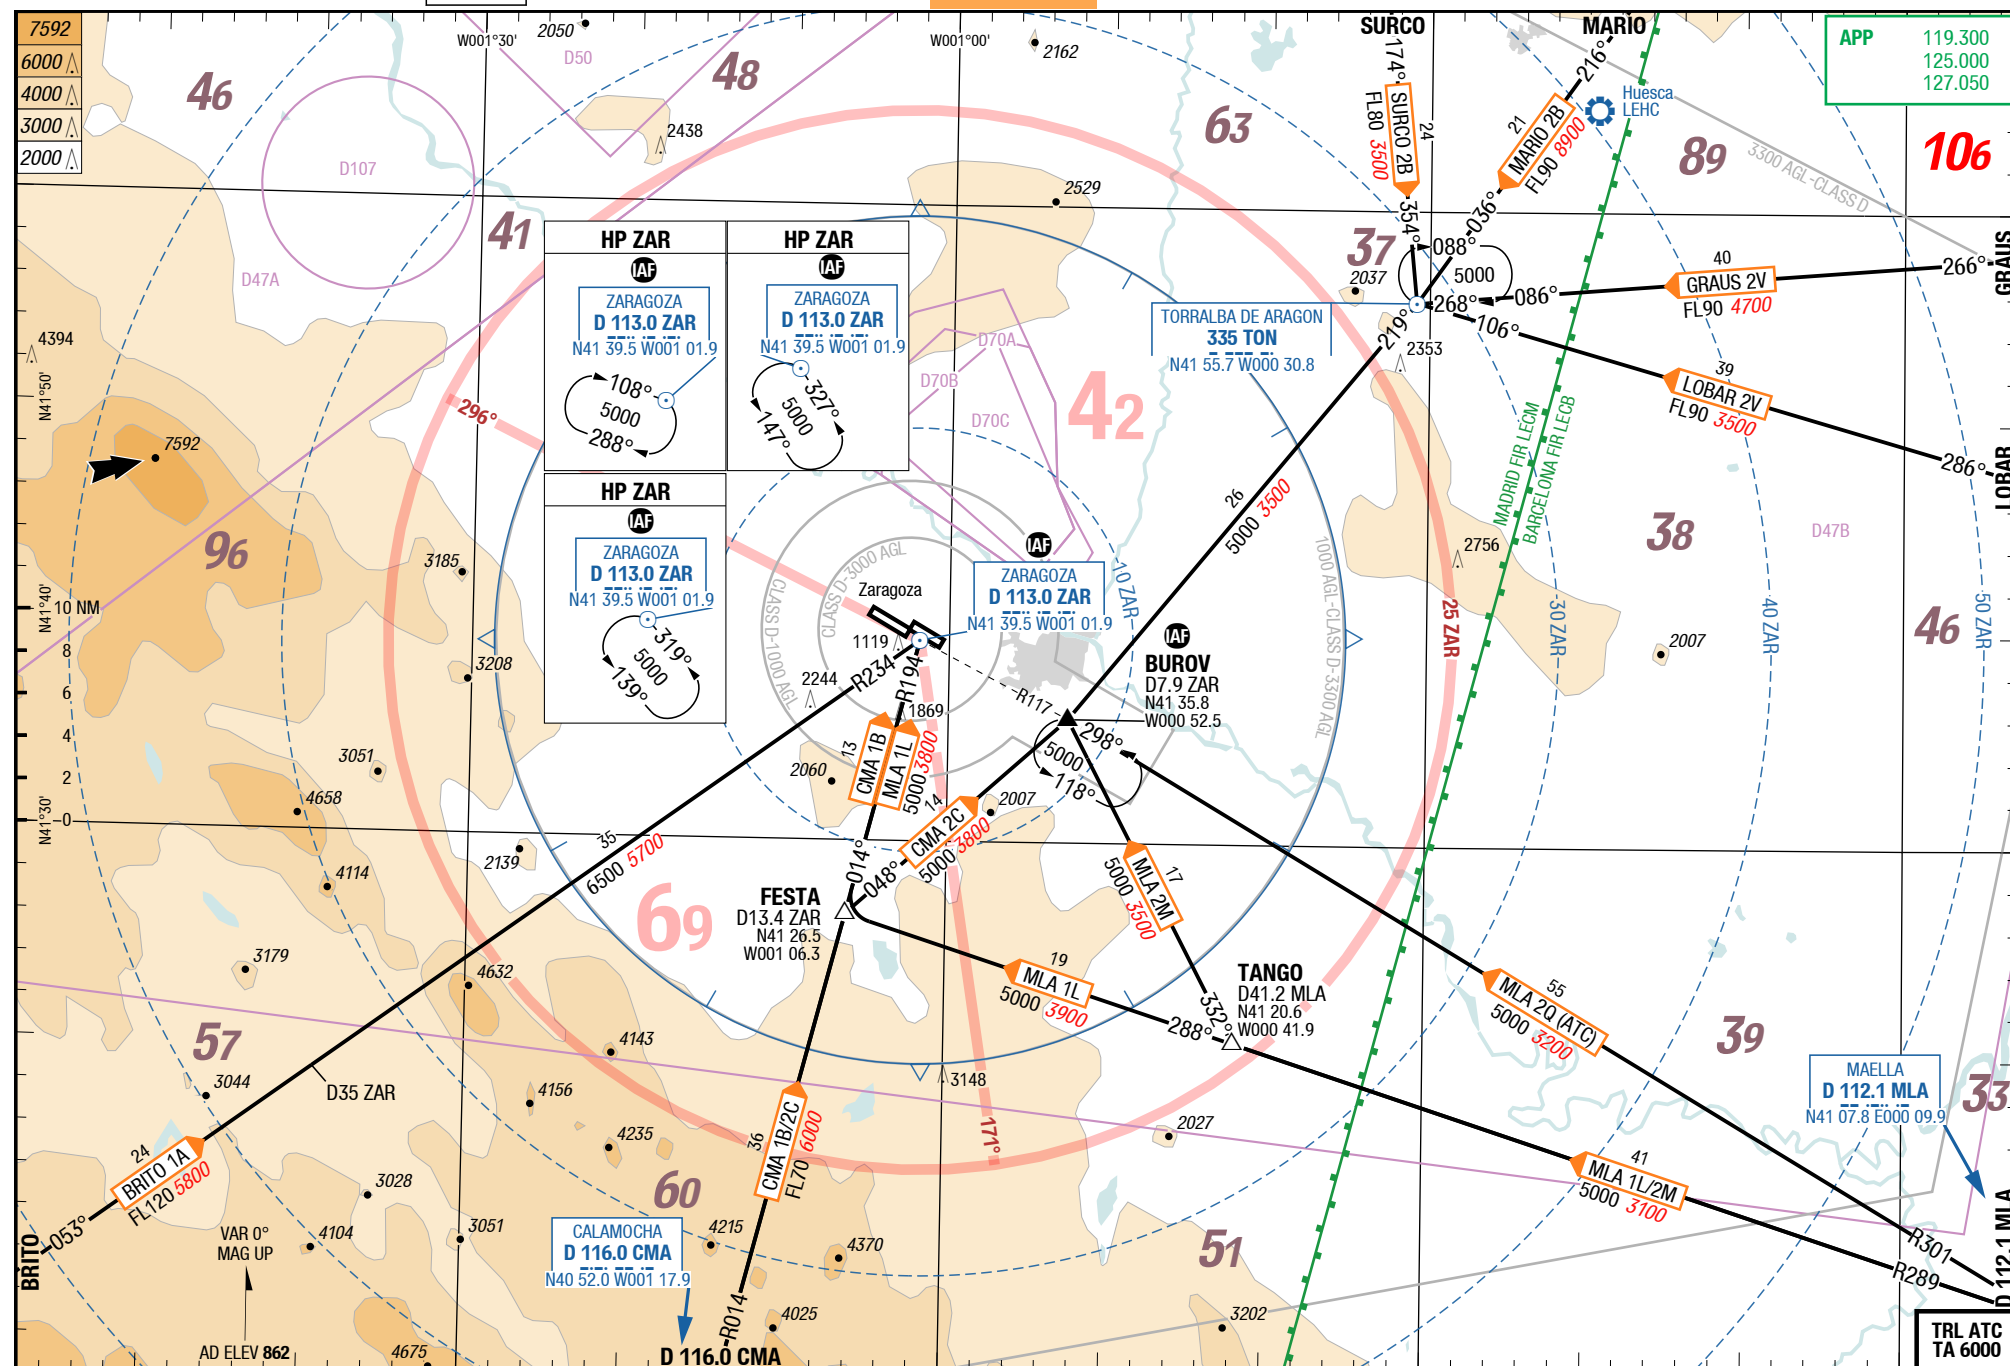 7592
6000
4000
3000
2000
W001°30'
2050
D50
48
W001°00'
2162
SURCO
MARIO
APP 119.300
125.000
127.050
46
2438
63
174°
SURCO 2B
FL80 3500
24
354°
216°
21
MARIO 2B
FL90 8900
036°
Huesca
LEHC
89
3300 AGL-CLASS D
106
D107
D47A
41
2529
37
2037
088°
5000
268°
086°
40
GRAUS 2V
FL90 4700
266°
GRAUS
HP ZAR
IAF
ZARAGOZA
D 113.0 ZAR
N41 39.5 W001 01.9
108°
5000
288°
HP ZAR
IAF
ZARAGOZA
D 113.0 ZAR
N41 39.5 W001 01.9
327°
5000
147°
HP ZAR
IAF
ZARAGOZA
D 113.0 ZAR
N41 39.5 W001 01.9
319°
5000
139°
TORRALBA DE ARAGON
335 TON
N41 55.7 W000 30.8
219°
2353
106°
39
LOBAR 2V
FL90 3500
286°
LOBAR
4394
N41°50'
296°
D70A
D70B
D70C
42
7592
96
26
5000 3500
MADRID FIR LECM
BARCELONA FIR LECB
38
D47B
2756
3185
CLASS D-3000 AGL
CLASS D-1000 AGL
Zaragoza
IAF
ZARAGOZA
D 113.0 ZAR
N41 39.5 W001 01.9
10 ZAR
1000 AGL-CLASS D-3300 AGL
25 ZAR
30 ZAR
40 ZAR
50 ZAR
46
2007
N41°40'
10 NM
8
6
4
2
0
N41°30'
3208
1119
2244
R234
R194
1869
R117
IAF
BUROV
D7.9 ZAR
N41 35.8
W000 52.5
298°
5000
118°
3051
4658
2060
13
CMA 1B
MLA 1L
5000 3800
14
CMA 2C
5000 3800
2007
35
6500 5700
2139
4114
014°
048°
69
FESTA
D13.4 ZAR
N41 26.5
W001 06.3
17
MLA 2M
5000 3500
3179
4632
19
MLA 1L
5000 3900
288°
332°
TANGO
D41.2 MLA
N41 20.6
W000 41.9
55
MLA 2Q (ATC)
5000 3200
39
57
4143
3044
D35 ZAR
4156
3148
MAELLA
D 112.1 MLA
N41 07.8 E000 09.9
33
2027
4235
171°
36
CMA 1B/2C
FL70 6000
24
BRITO 1A
FL120 5800
053°
BRITO
3028
60
41
MLA 1L/2M
5000 3100
4104
3051
VAR 0°
MAG UP
CALAMOCHA
D 116.0 CMA
N40 52.0 W001 17.9
4215
4370
51
R301
R289
D 112.1 MLA
R014
4025
3202
D 116.0 CMA
AD ELEV 862
4675
TRL ATC
TA 6000